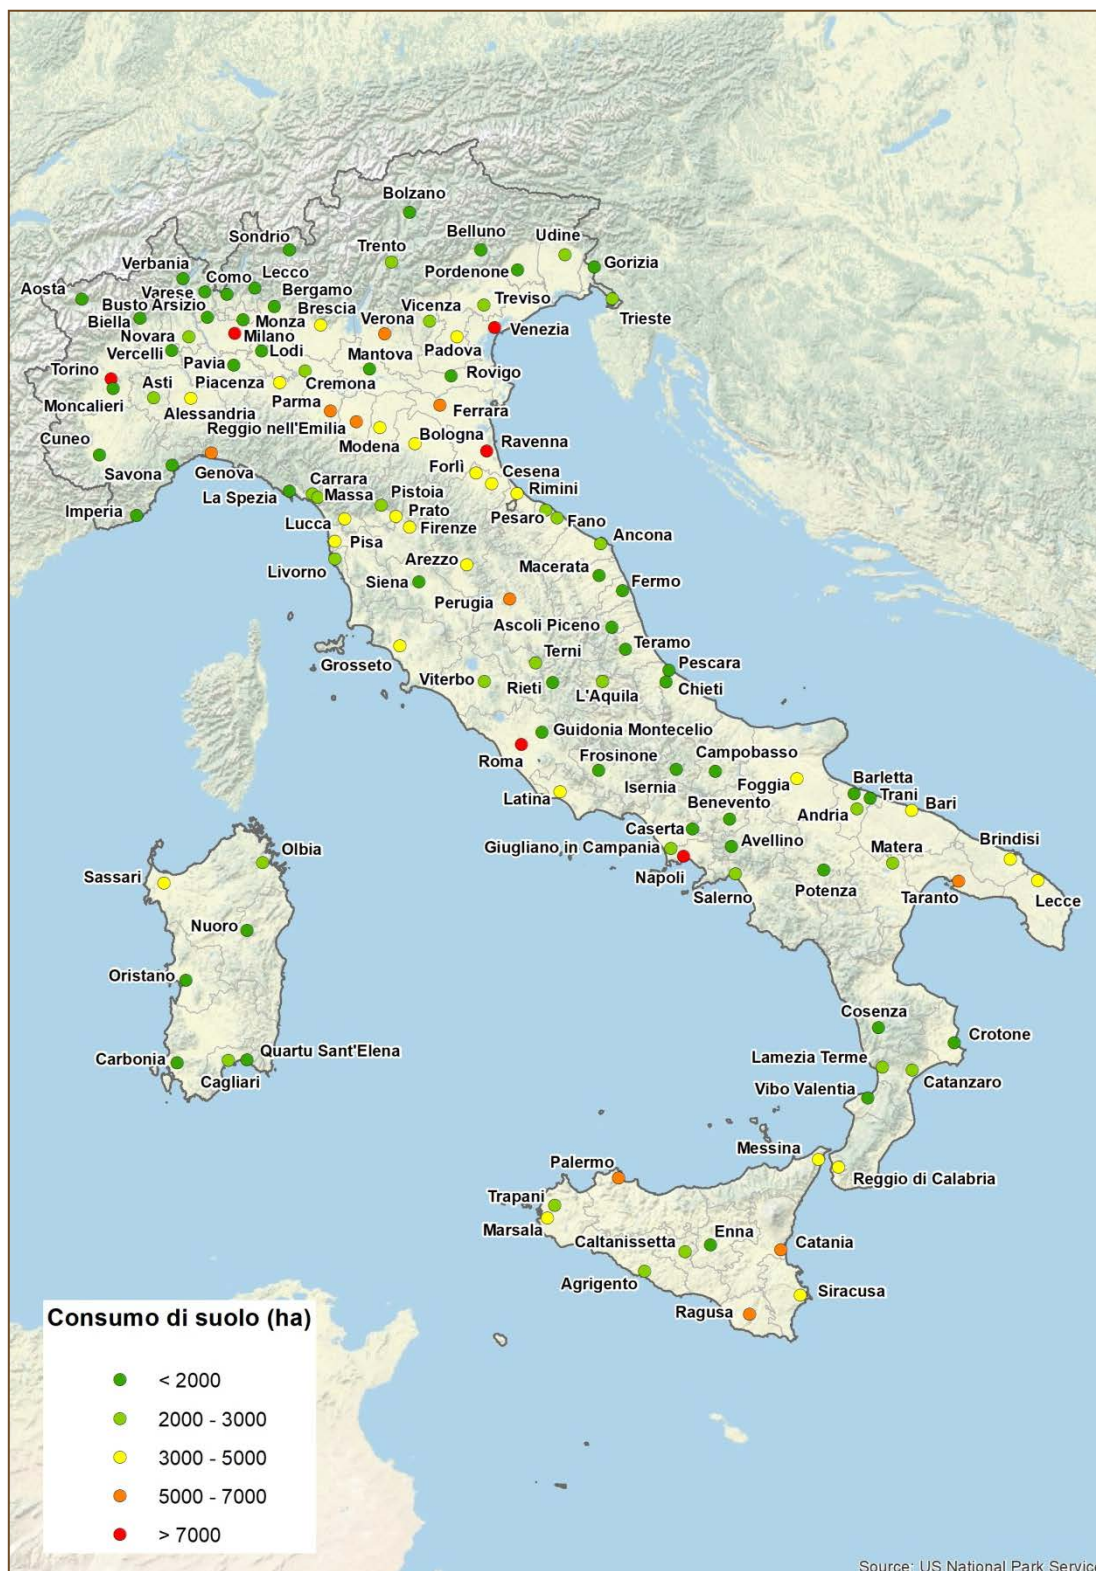 Bolzano
Sondrio
Belluno
Udine
Trento
Verbania
Como
Lecco
Pordenone
Gorizia
Aosta
Varese
Bergamo
Busto Arsizio
Brescia
Vicenza
Treviso
Biella
Monza
Verona
Trieste
Novara
Milano
Venezia
Vercelli
Lodi
Mantova
Padova
Torino
Pavia
Asti
Piacenza
Cremona
Rovigo
Moncalieri
Alessandria
Parma
Ferrara
Reggio nell'Emilia
Cuneo
Modena
Bologna
Ravenna
Savona
Genova
Forlì
Cesena
Carrara
La Spezia
Massa
Pistoia
Rimini
Imperia
Lucca
Prato
Pesaro
Fano
Firenze
Pisa
Ancona
Arezzo
Macerata
Livorno
Siena
Fermo
Perugia
Ascoli Piceno
Teramo
Grosseto
Terni
Pescara
Viterbo
Rieti
L'Aquila
Chieti
Guidonia Montecelio
Roma
Frosinone
Campobasso
Isernia
Foggia
Barletta
Latina
Trani
Benevento
Andria
Bari
Caserta
Giugliano in Campania
Avellino
Brindisi
Olbia
Matera
Sassari
Napoli
Potenza
Taranto
Lecce
Salerno
Nuoro
Oristano
Cosenza
Crotone
Quartu Sant'Elena
Carbonia
Lamezia Terme
Cagliari
Catanzaro
Vibo Valentia
Messina
Palermo
Reggio di Calabria
Trapani
Marsala
Enna
Caltanissetta
Catania
Agrigento
Siracusa
Ragusa
Consumo di suolo (ha)
< 2000
2000 - 3000
3000 - 5000
5000 - 7000
> 7000
Source: US National Park Service